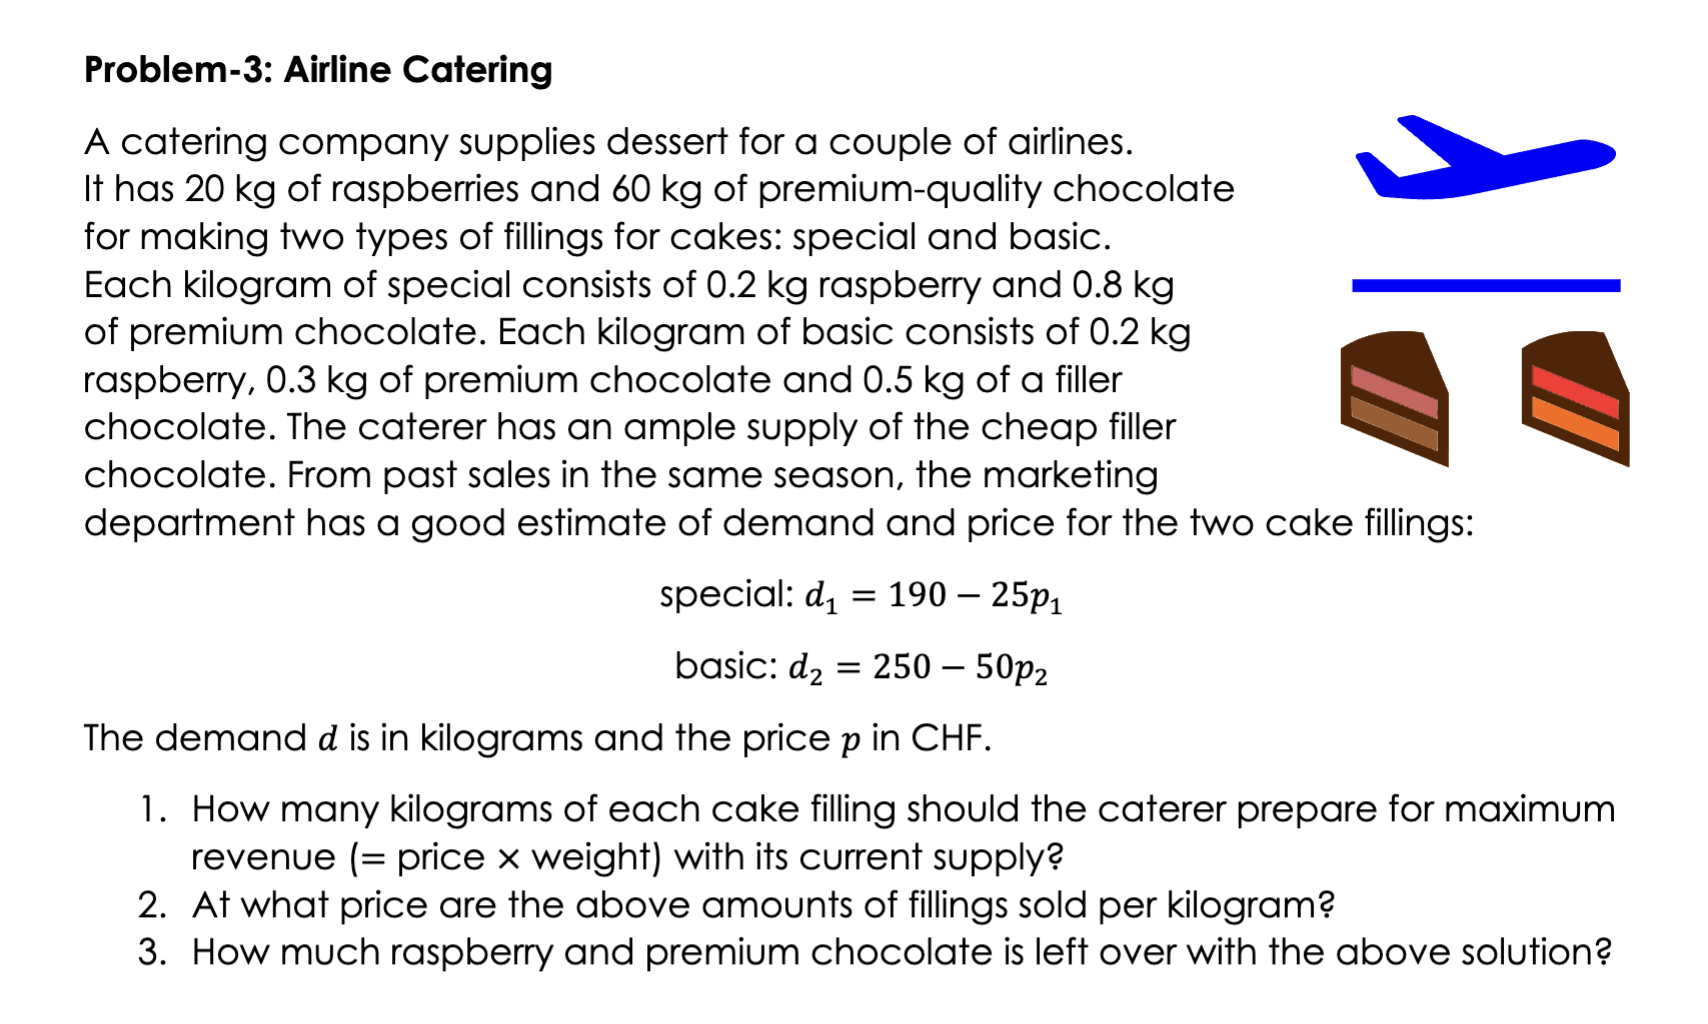 Problem-3: Airline Catering
A catering company supplies dessert for a couple of airlines.
It has 20 kg of raspberries and 60 kg of premium-quality chocolate
for making two types of fillings for cakes: special and basic.
Each kilogram of special consists of 0.2 kg raspberry and 0.8 kg
of premium chocolate. Each kilogram of basic consists of 0.2 kg
raspberry, 0.3 kg of premium chocolate and 0.5 kg of a filler
chocolate. The caterer has an ample supply of the cheap filler
chocolate. From past sales in the same season, the marketing
department has a good estimate of demand and price for the two cake fillings:
special: d₁ = 190 − 25p₁
basic: d₂ = 250 − 50p₂
The demand d is in kilograms and the price p in CHF.
1. How many kilograms of each cake filling should the caterer prepare for maximum
revenue (= price × weight) with its current supply?
2. At what price are the above amounts of fillings sold per kilogram?
3. How much raspberry and premium chocolate is left over with the above solution?